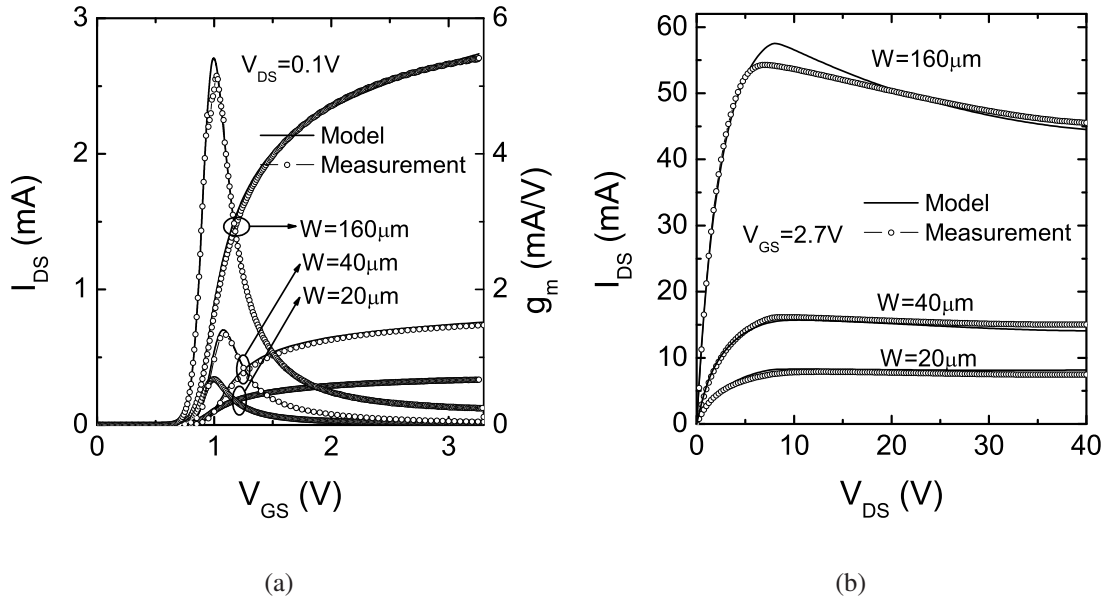 3
2
1
0
0
1
2
3
6
4
2
0
I_DS (mA)
g_m (mA/V)
V_GS (V)
V_DS=0.1V
Model
Measurement
W=160μm
W=40μm
W=20μm
(a)
60
50
40
30
20
10
0
0
10
20
30
40
I_DS (mA)
V_DS (V)
W=160μm
Model
Measurement
V_GS=2.7V
W=40μm
W=20μm
(b)